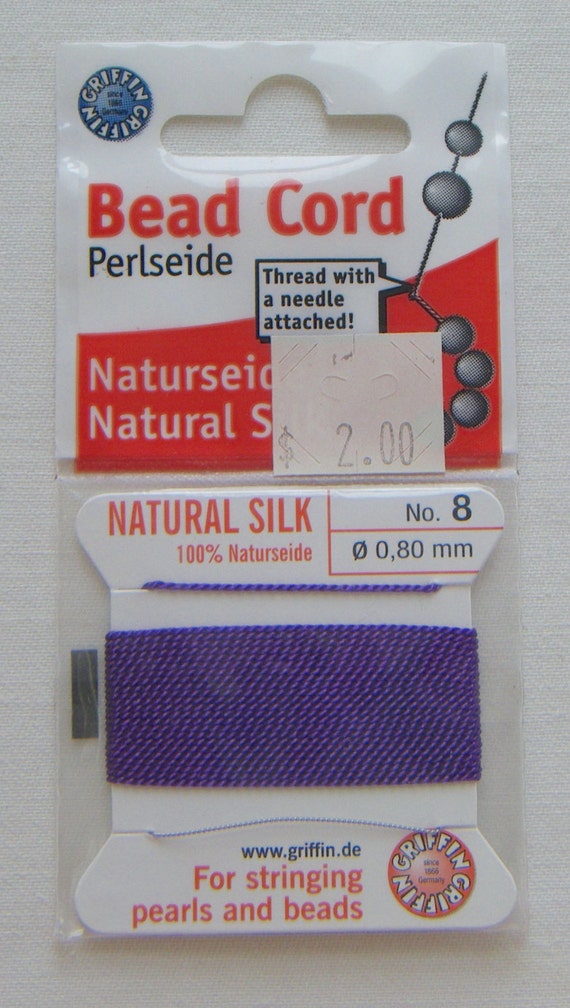 GRIFFIN GRIFFIN
since
1866
Germany
Bead Cord
Perlseide
Thread with
a needle
attached!
Naturseid
Natural S
$ 2.00
NATURAL SILK
100% Naturseide
No. 8
Ø 0,80 mm
www.griffin.de
For stringing
pearls and beads
GRIFFIN GRIFFIN
since
1866
Germany